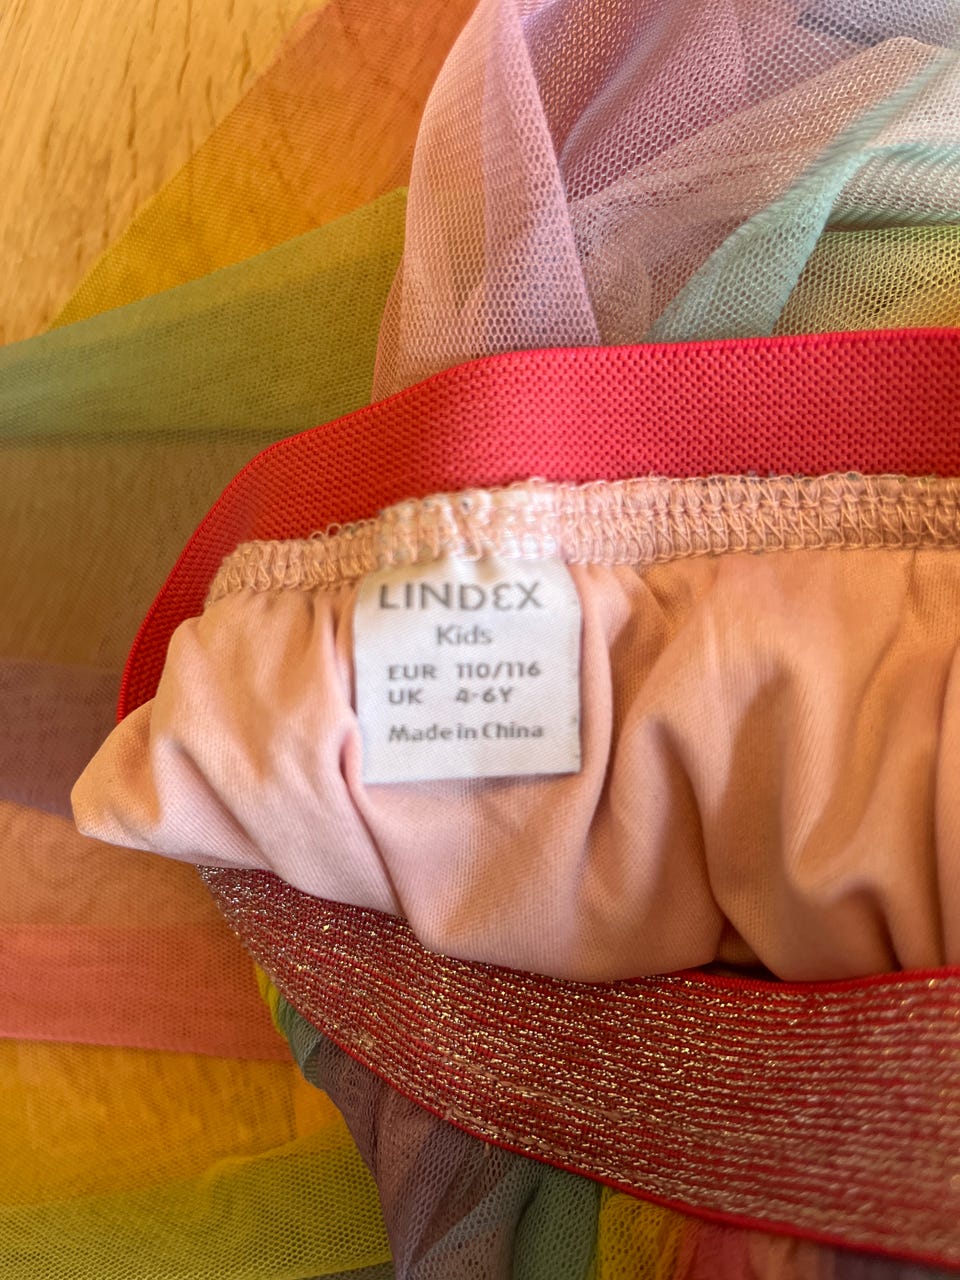 LINDEX
Kids
EUR 110/116
UK 4-6Y
Made in China